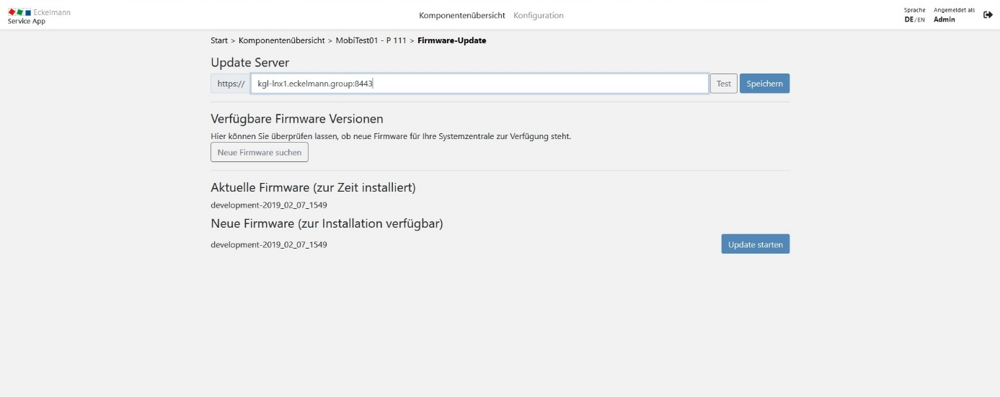 Eckelmann
Service App
Komponentenübersicht Konfiguration
Sprache
DE/EN
Angemeldet als
Admin
Start > Komponentenübersicht > MobiTest01 - P 111 > Firmware-Update
Update Server
https:// kgl-lnx1.eckelmann.group:8443 Test Speichern
Verfügbare Firmware Versionen
Hier können Sie überprüfen lassen, ob neue Firmware für Ihre Systemzentrale zur Verfügung steht.
Neue Firmware suchen
Aktuelle Firmware (zur Zeit installiert)
development-2019_02_07_1549
Neue Firmware (zur Installation verfügbar)
development-2019_02_07_1549 Update starten